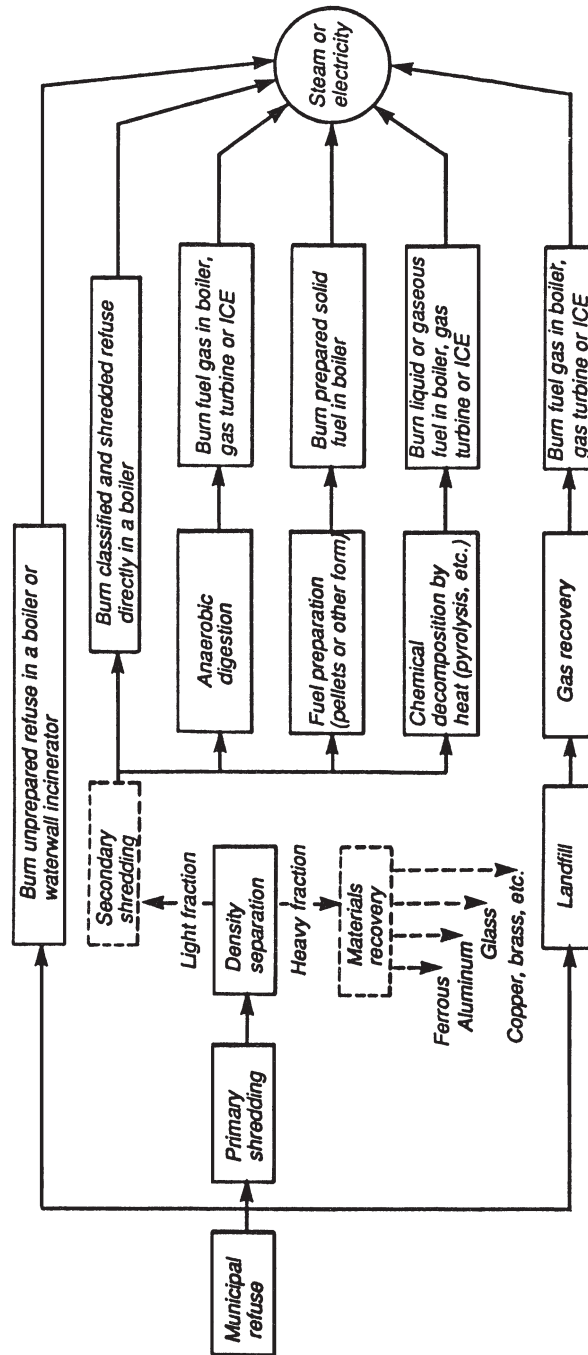 Municipal
refuse
Primary
shredding
Density
separation
Light fraction
Heavy fraction
Secondary
shredding
Materials
recovery
Ferrous
Aluminum
Glass
Copper, brass, etc.
Burn unprepared refuse in a boiler or
waterwall incinerator
Burn classified and shredded refuse
directly in a boiler
Anaerobic
digestion
Burn fuel gas in boiler,
gas turbine or ICE
Fuel preparation
(pellets or other form)
Burn prepared solid
fuel in boiler
Chemical
decomposition by
heat (pyrolysis, etc.)
Burn liquid or gaseous
fuel in boiler, gas
turbine or ICE
Landfill
Gas recovery
Burn fuel gas in boiler,
gas turbine or ICE
Steam or
electricity